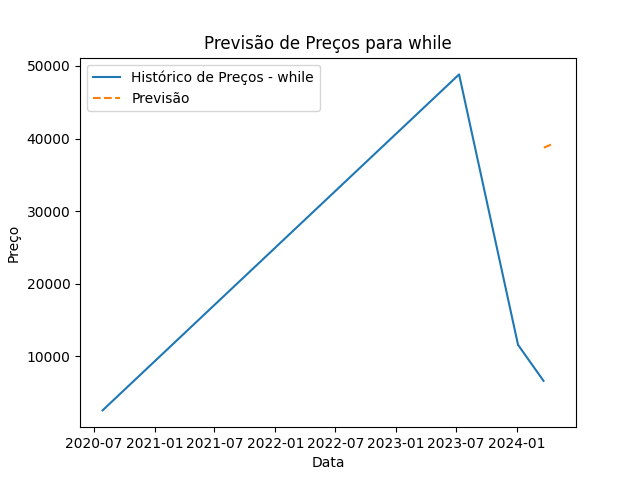 Previsão de Preços para while
Histórico de Preços - while
Previsão
Preço
50000
40000
30000
20000
10000
2020-07 2021-01 2021-07 2022-01 2022-07 2023-01 2023-07 2024-01
Data